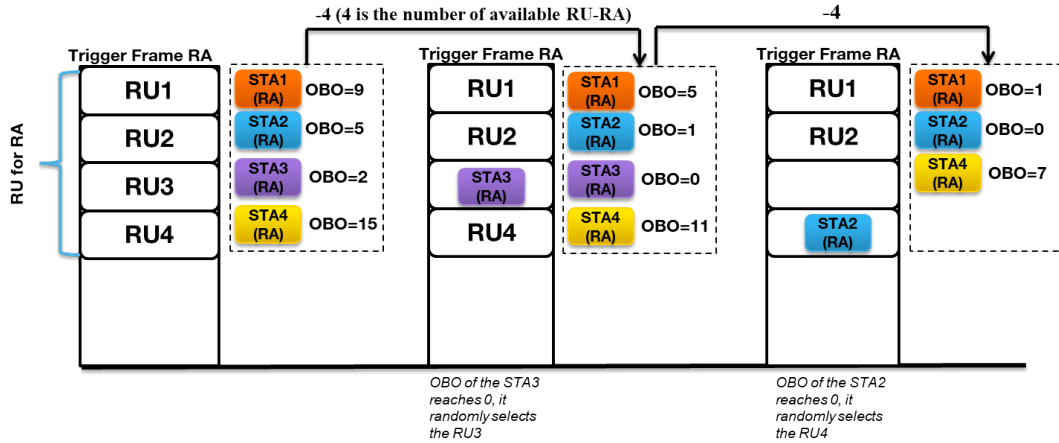 -4 (4 is the number of available RU-RA)
-4
Trigger Frame RA
RU for RA
RU1
RU2
RU3
RU4
STA1
(RA)
OBO=9
STA2
(RA)
OBO=5
STA3
(RA)
OBO=2
STA4
(RA)
OBO=15
Trigger Frame RA
RU1
RU2
STA3
(RA)
RU4
STA1
(RA)
OBO=5
STA2
(RA)
OBO=1
STA3
(RA)
OBO=0
STA4
(RA)
OBO=11
Trigger Frame RA
RU1
RU2
STA2
(RA)
STA1
(RA)
OBO=1
STA2
(RA)
OBO=0
STA4
(RA)
OBO=7
OBO of the STA3
reaches 0, it
randomly selects
the RU3
OBO of the STA2
reaches 0, it
randomly selects
the RU4